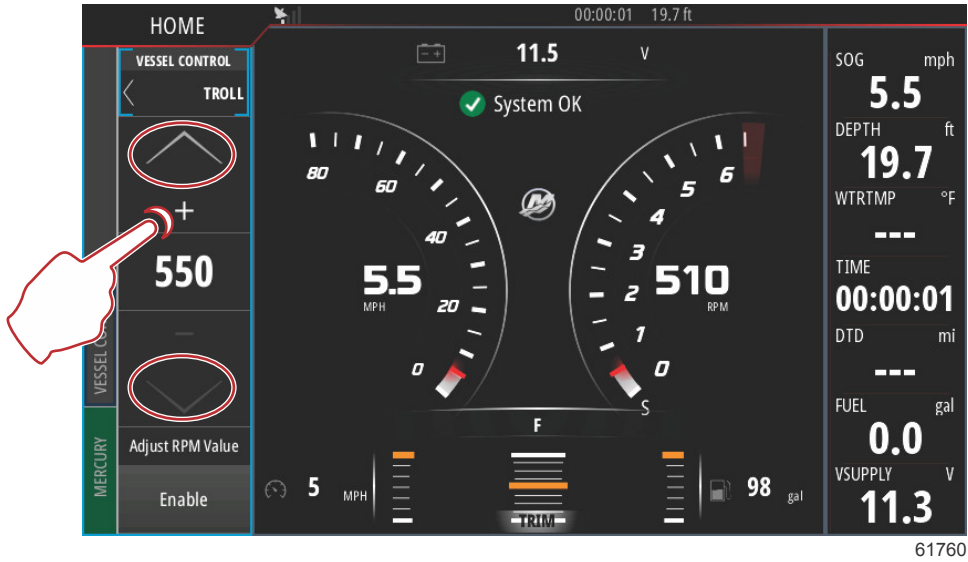 HOME
00:00:01 19.7 ft
VESSEL CONTROL
TROLL
+
550
Adjust RPM Value
Enable
VESSEL CO
MERCURY
11.5 V
System OK
80
60
40
20
0
5.5
MPH
6
5
4
3
2
1
0
S
510
RPM
F
5 MPH
TRIM
98 gal
SOG mph
5.5
DEPTH ft
19.7
WTRTMP °F
---
TIME
00:00:01
DTD mi
---
FUEL gal
0.0
VSUPPLY V
11.3
61760